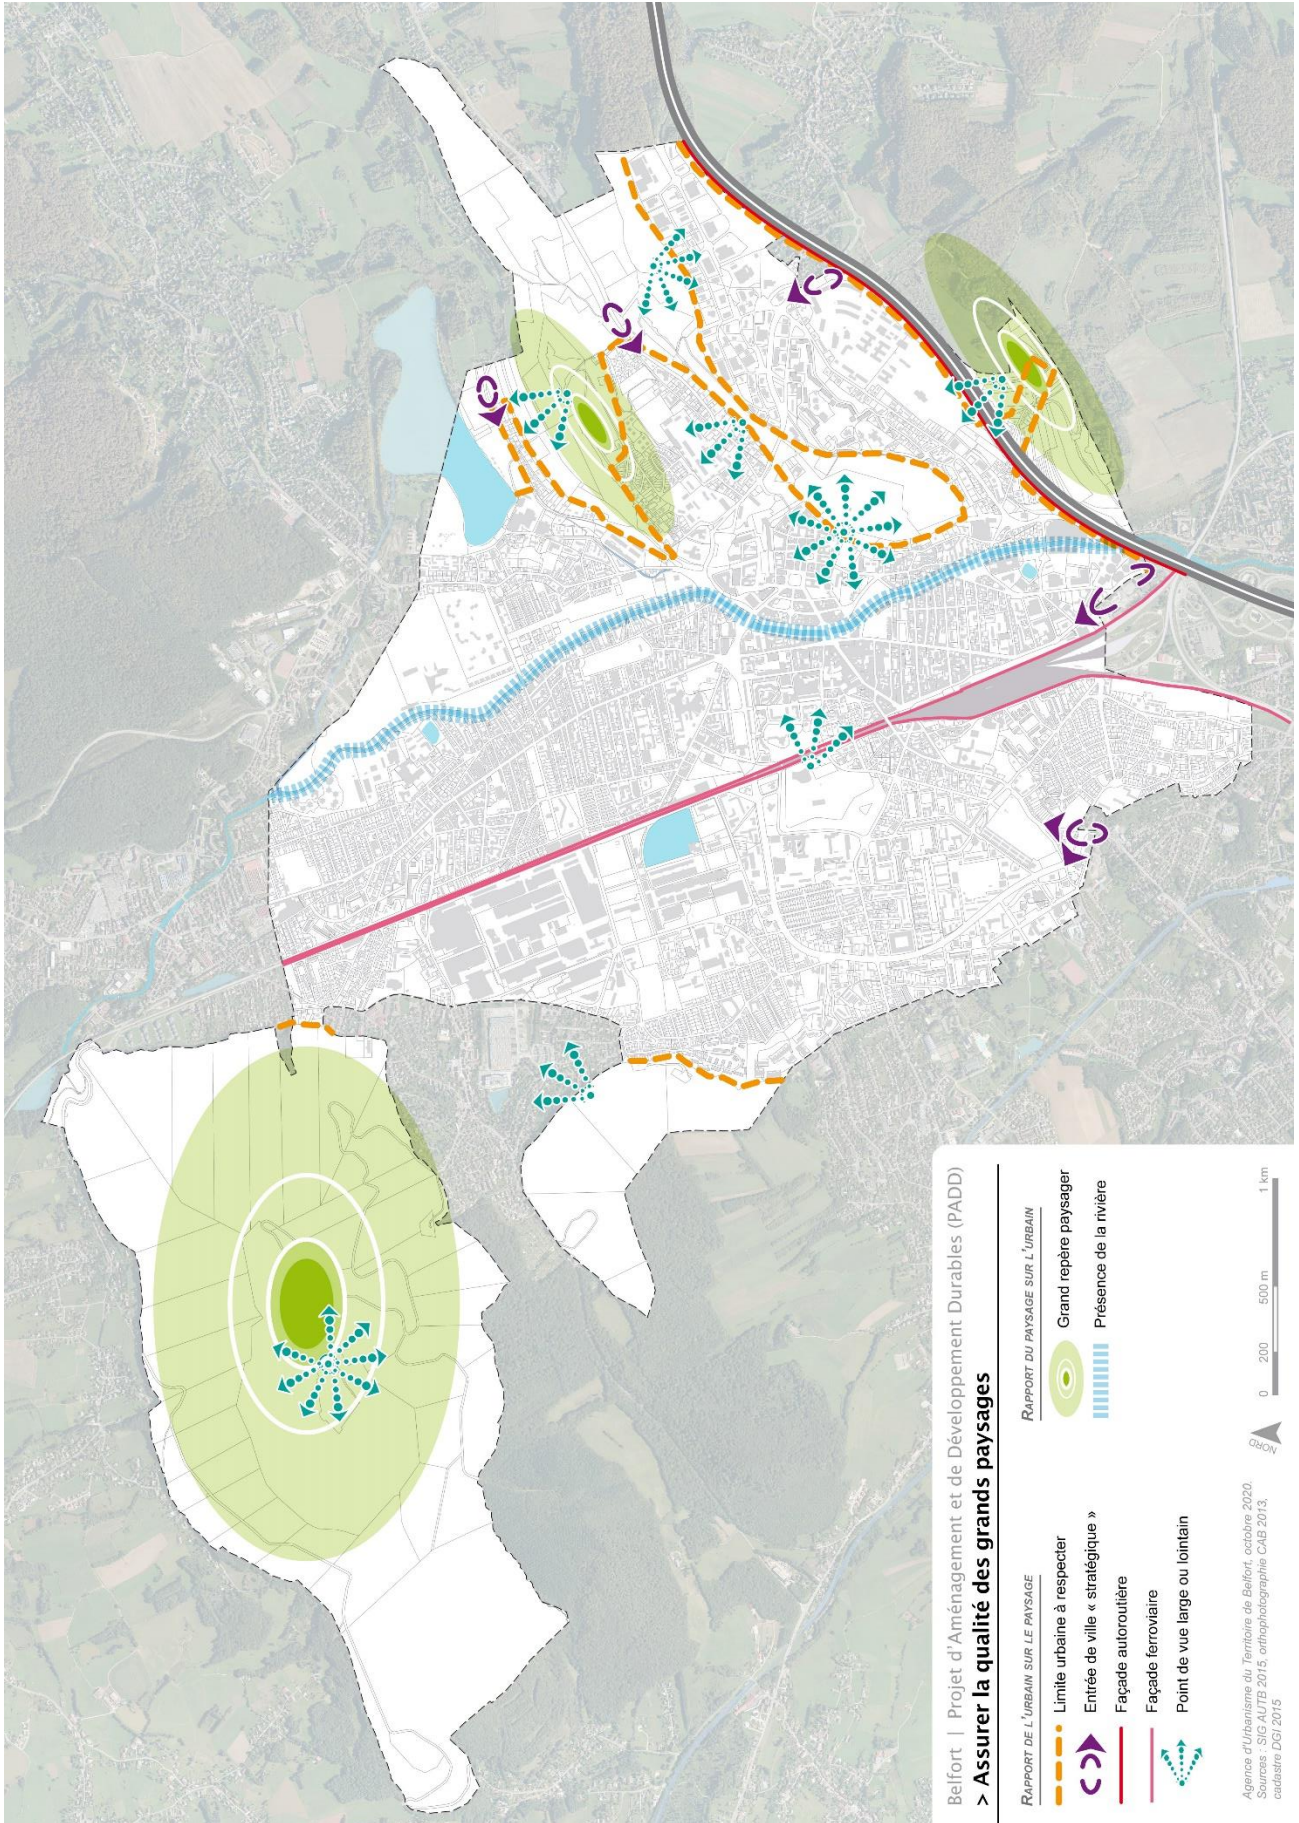 Belfort | Projet d'Aménagement et de Développement Durables (PADD)
> Assurer la qualité des grands paysages
RAPPORT DE L'URBAIN SUR LE PAYSAGE
Limite urbaine à respecter
Entrée de ville « stratégique »
Façade autoroutière
Façade ferroviaire
Point de vue large ou lointain
RAPPORT DU PAYSAGE SUR L'URBAIN
Grand repère paysager
Présence de la rivière
Agence d'Urbanisme du Territoire de Belfort, octobre 2020.
Sources : SIG AUTB 2015, orthophotographie CAB 2013,
cadastre DGI 2015
NORD
0 200 500 m 1 km